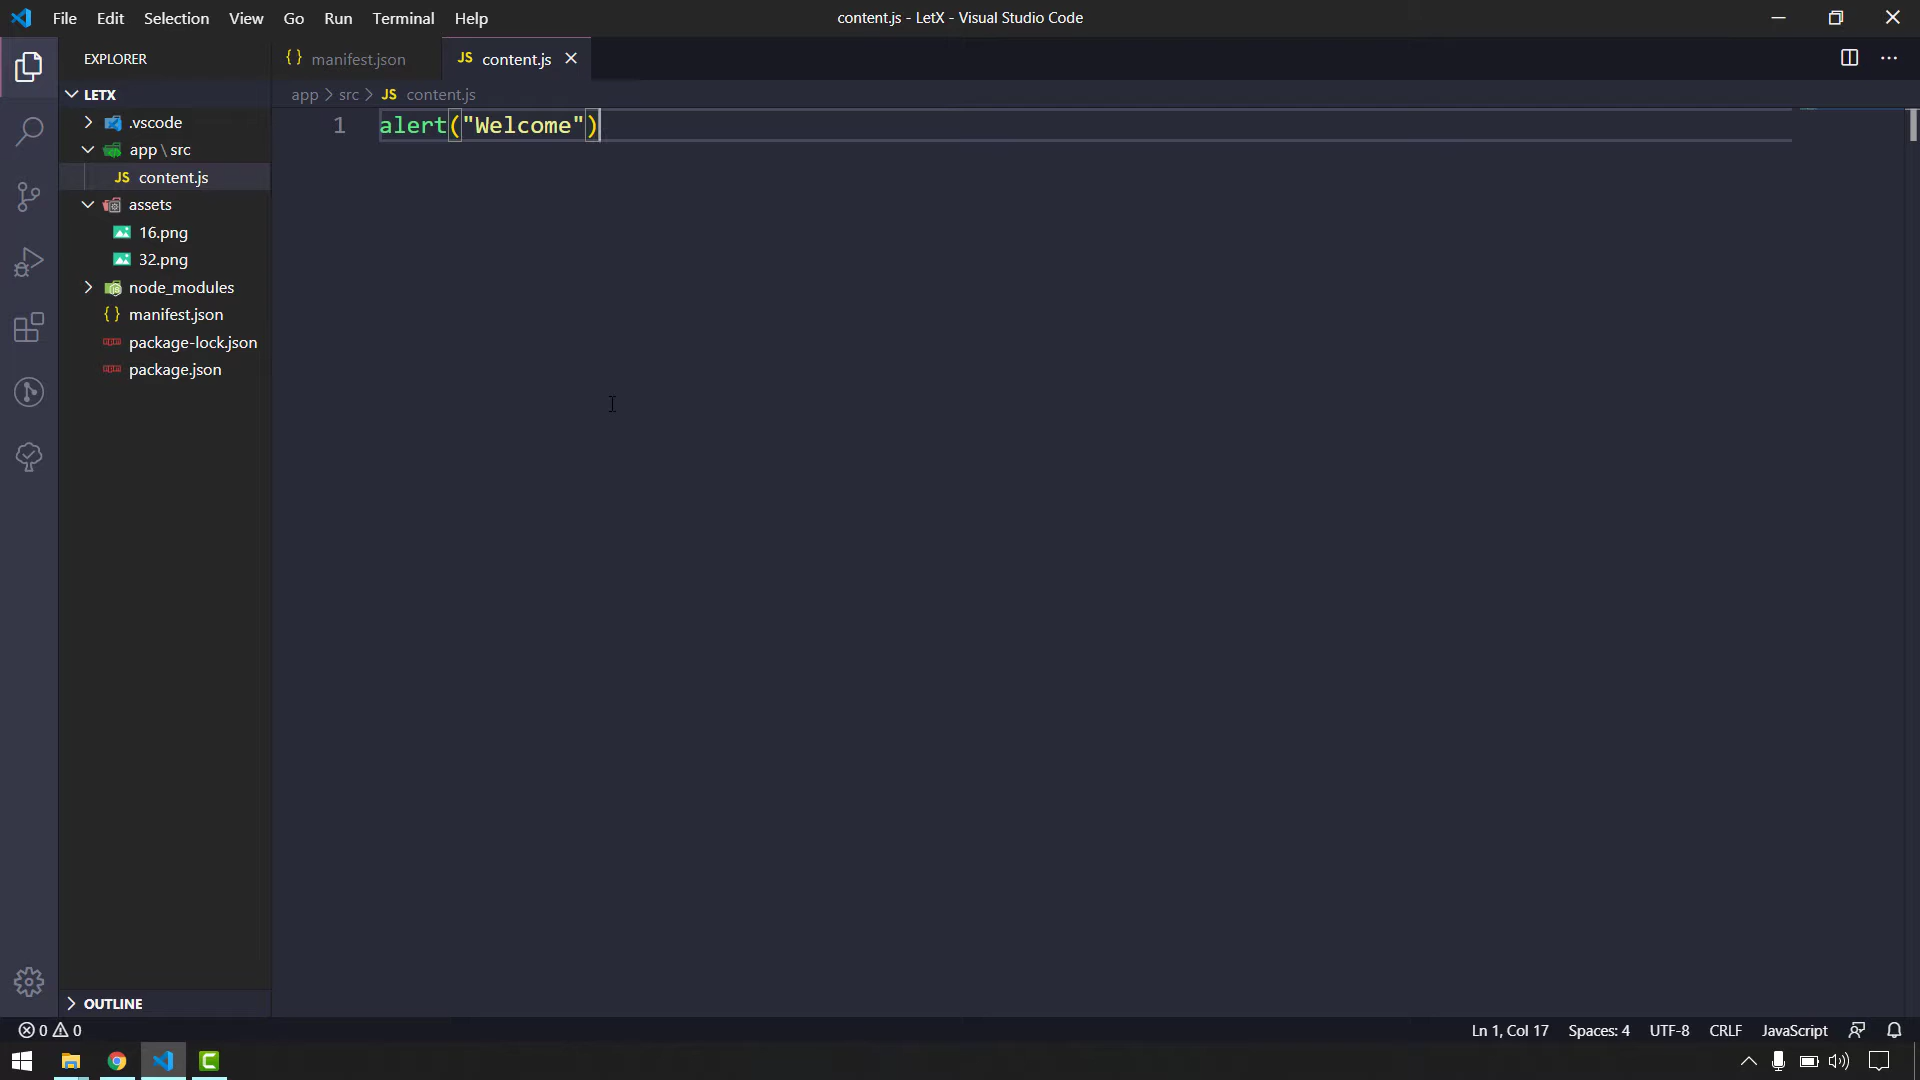 File Edit Selection View Go Run Terminal Help
content.js - LetX - Visual Studio Code
EXPLORER
{ } manifest.json
JS content.js
LETX
app > src > JS content.js
.vscode
1 alert("Welcome")
app \ src
JS content.js
assets
16.png
32.png
node_modules
{ } manifest.json
package-lock.json
package.json
OUTLINE
0 0
Ln 1, Col 17 Spaces: 4 UTF-8 CRLF JavaScript